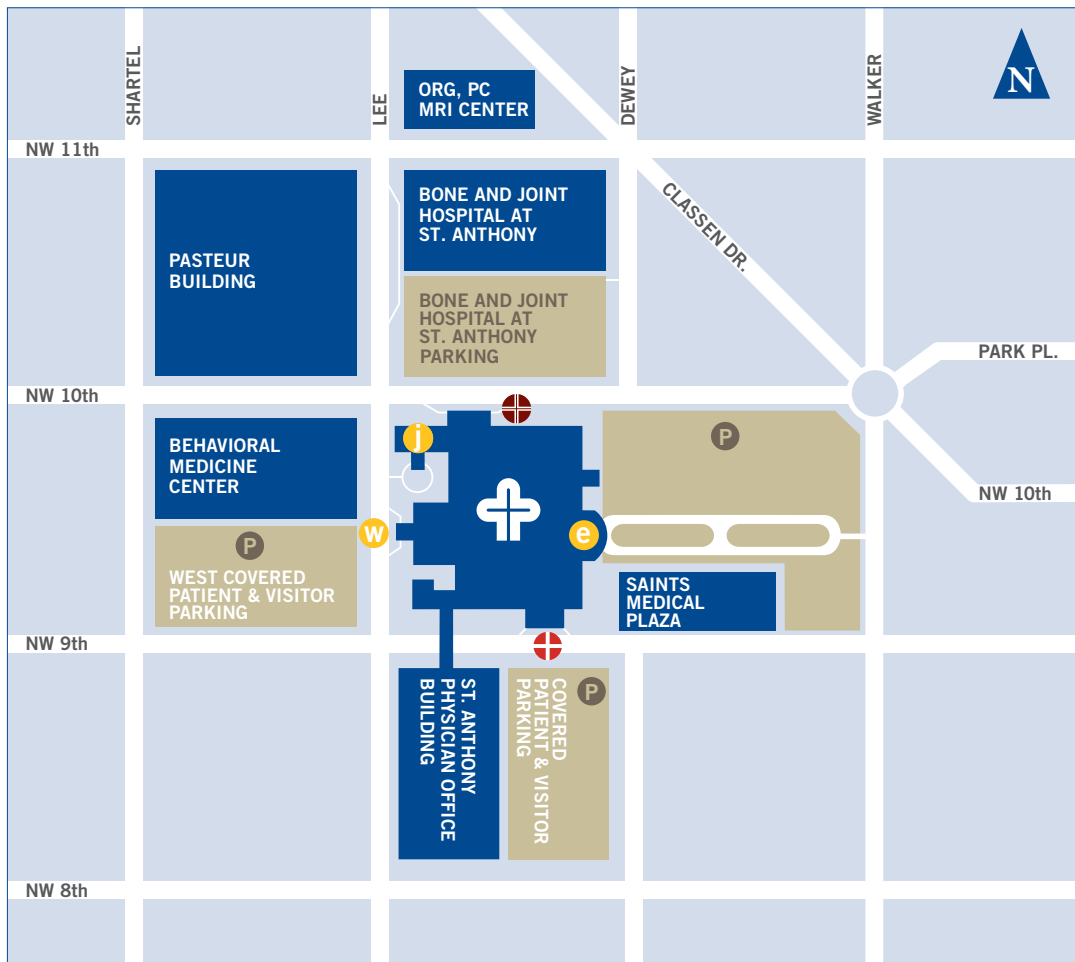 SHARTEL
LEE
DEWEY
WALKER
N
ORG, PC
MRI CENTER
NW 11th
CLASSEN DR.
PASTEUR
BUILDING
BONE AND JOINT
HOSPITAL AT
ST. ANTHONY
BONE AND JOINT
HOSPITAL AT
ST. ANTHONY
PARKING
PARK PL.
NW 10th
j
P
BEHAVIORAL
MEDICINE
CENTER
NW 10th
w
e
P
WEST COVERED
PATIENT & VISITOR
PARKING
SAINTS
MEDICAL
PLAZA
NW 9th
ST. ANTHONY
PHYSICIAN OFFICE
BUILDING
COVERED
PATIENT & VISITOR
PARKING
P
NW 8th